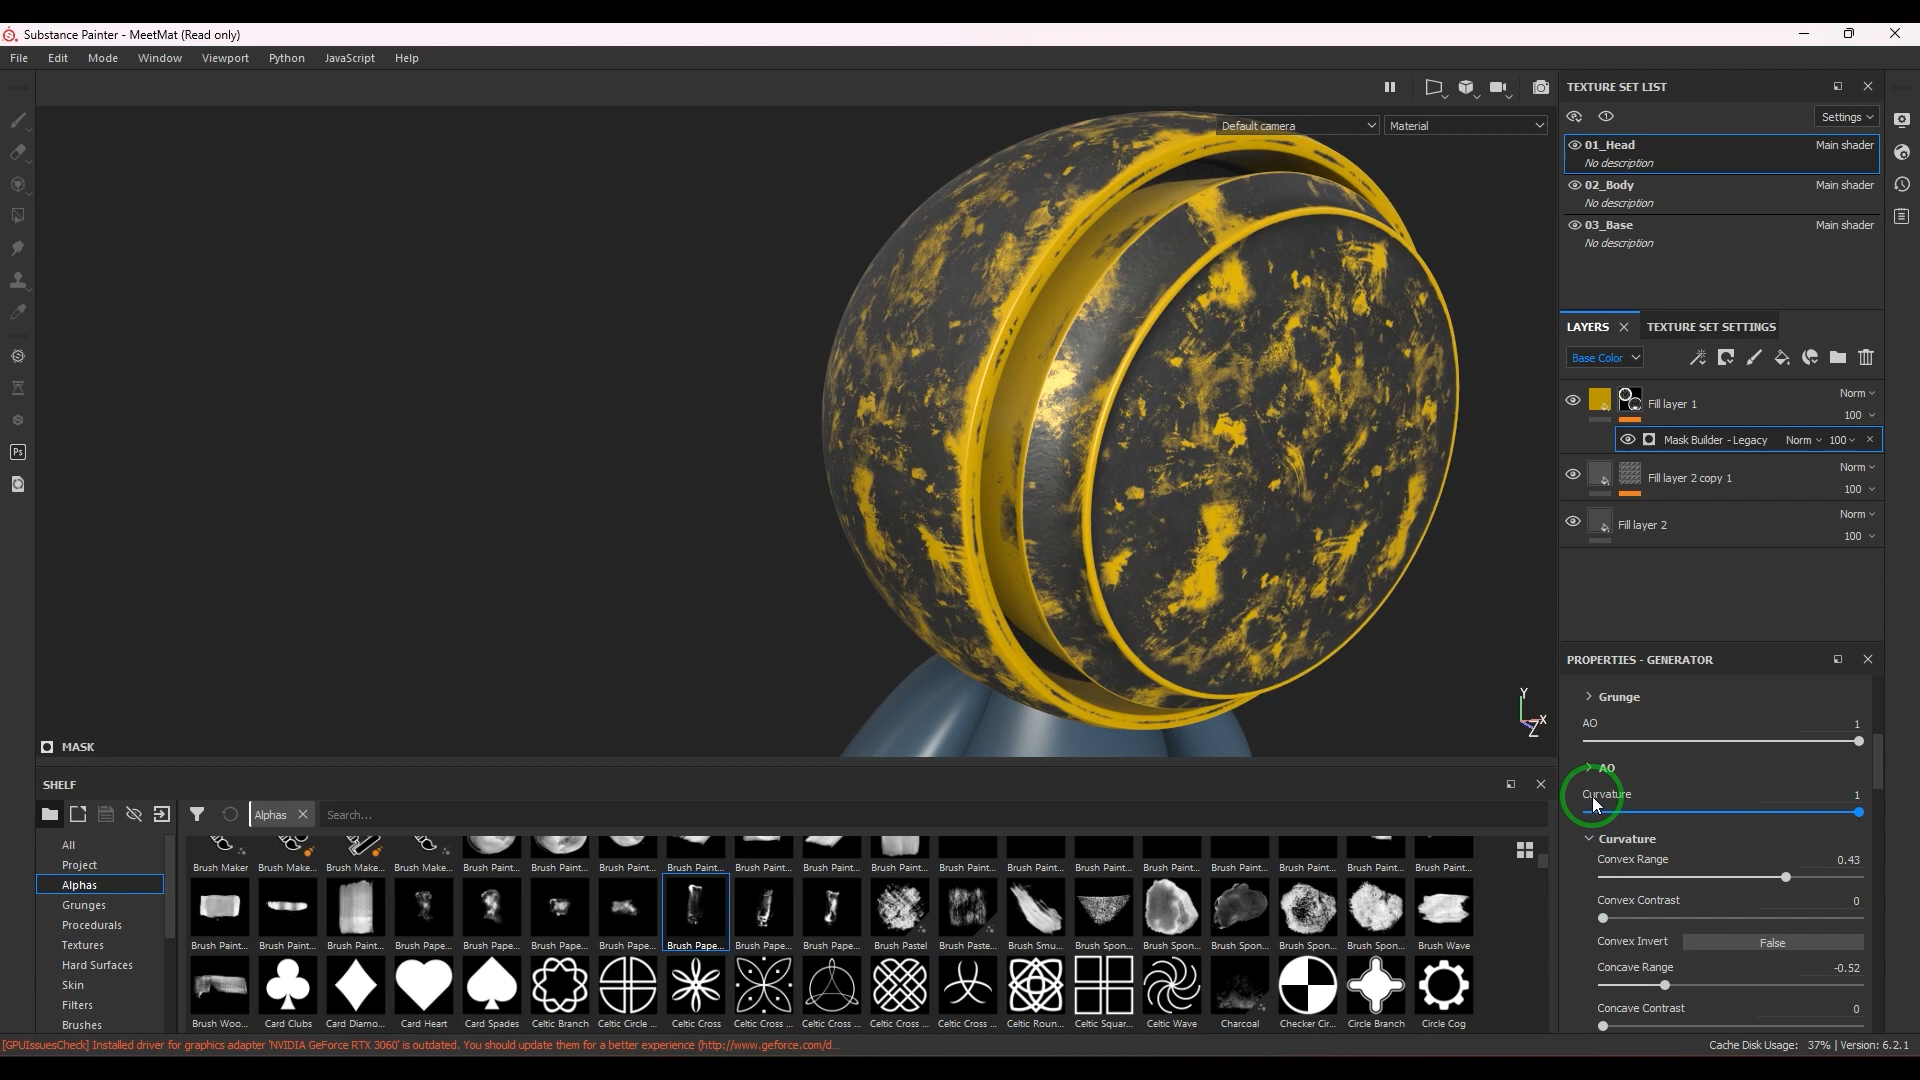 Substance Painter - MeetMat (Read only)
File Edit Mode Window Viewport Python JavaScript Help
Default camera
Material
MASK
TEXTURE SET LIST
Settings
01_Head Main shader
No description
02_Body Main shader
No description
03_Base Main shader
No description
LAYERS TEXTURE SET SETTINGS
Base Color
Norm
Fill layer 1
100
Mask Builder - Legacy Norm 100
Norm
Fill layer 2 copy 1
100
Norm
Fill layer 2
100
PROPERTIES - GENERATOR
Grunge
AO 1
AO
Curvature 1
Curvature
Convex Range 0.43
Convex Contrast 0
Convex Invert False
Concave Range -0.52
Concave Contrast 0
SHELF
Alphas
Search...
All
Project
Alphas
Grunges
Procedurals
Textures
Hard Surfaces
Skin
Filters
Brushes
Brush Maker Brush Make... Brush Make... Brush Make... Brush Paint... Brush Paint... Brush Paint... Brush Paint... Brush Paint... Brush Paint... Brush Paint... Brush Paint... Brush Paint... Brush Paint... Brush Paint... Brush Paint... Brush Paint... Brush Paint... Brush Paint...
Brush Paint... Brush Paint... Brush Paint... Brush Pape... Brush Pape... Brush Pape... Brush Pape... Brush Pape... Brush Pape... Brush Pape... Brush Pastel Brush Paste... Brush Smu... Brush Spon... Brush Spon... Brush Spon... Brush Spon... Brush Spon... Brush Wave
Brush Woo... Card Clubs Card Diamo... Card Heart Card Spades Celtic Branch Celtic Circle ... Celtic Cross Celtic Cross ... Celtic Cross ... Celtic Cross ... Celtic Cross ... Celtic Roun... Celtic Squar... Celtic Wave Charcoal Checker Cir... Circle Branch Circle Cog
[GPUIssuesCheck] Installed driver for graphics adapter 'NVIDIA GeForce RTX 3060' is outdated. You should update them for a better experience (http://www.geforce.com/d...
Cache Disk Usage: 37% | Version: 6.2.1
Y
X
Z
Ps